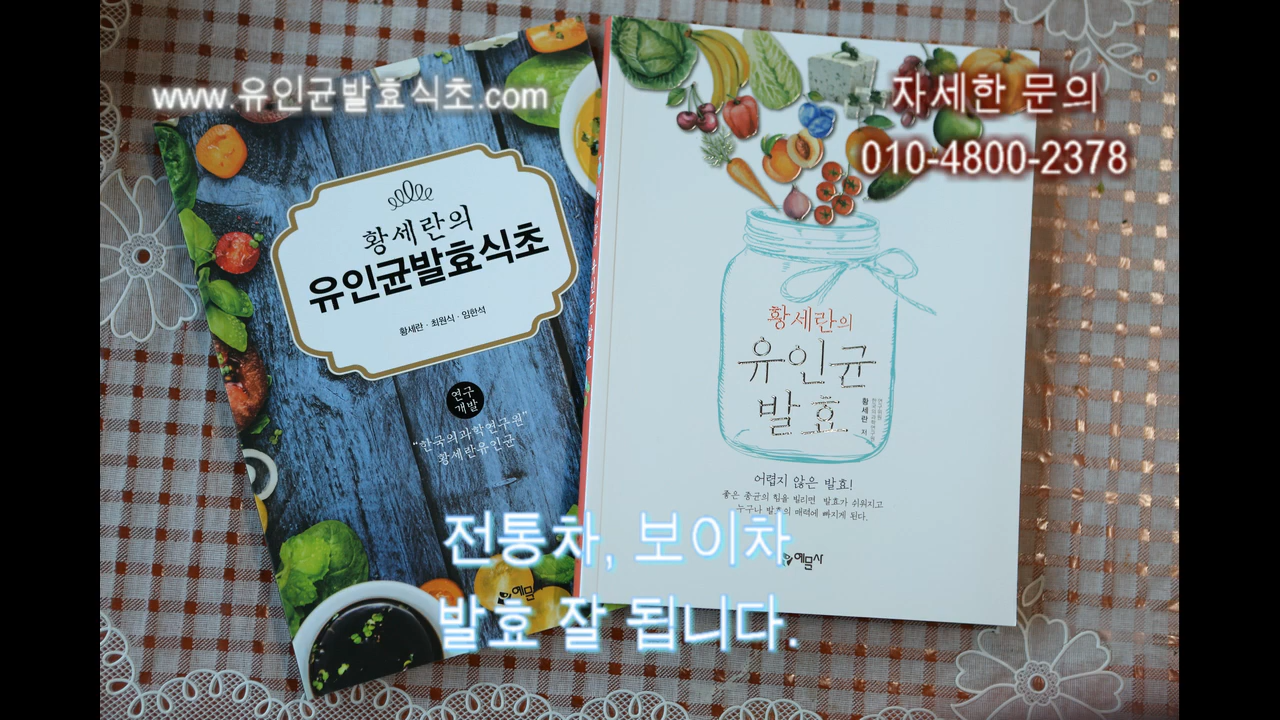 www.유인균발효식초.com
자세한 문의
010-4800-2378
황세란의
유인균발효식초
황세란 · 최원식 · 임한석
연구
개발
"한국의과학연구원"
황세란유인균
예문사
황세란의
유인균
발효
황세란 저
어렵지 않은 발효!
좋은 종균의 힘을 빌리면 발효가 쉬워지고
누구나 발효의 매력에 빠지게 된다.
예문사
전통차, 보이차
발효 잘 됩니다.